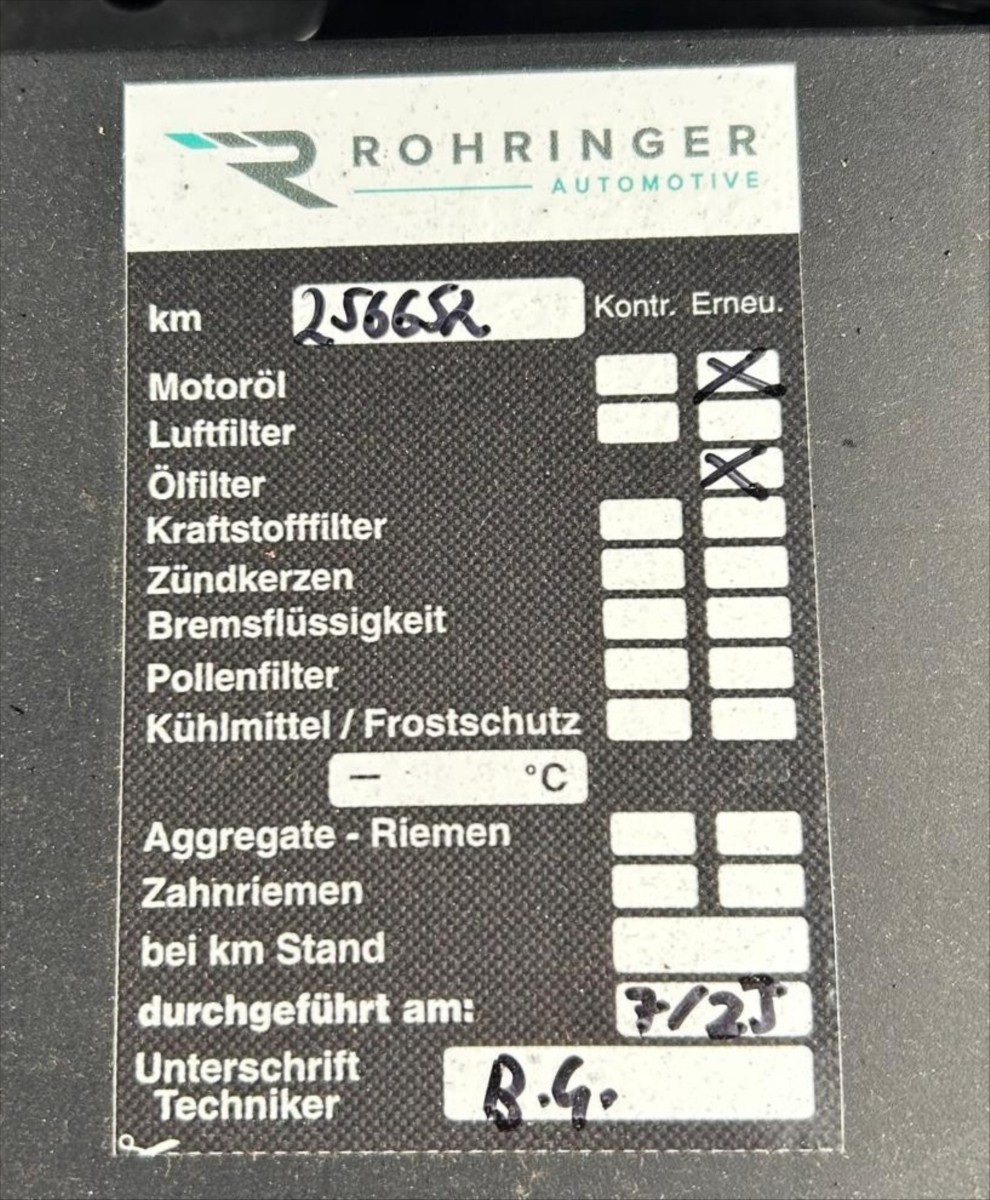 ROHRINGER
AUTOMOTIVE
km 256652 Kontr. Erneu.
Motoröl X
Luftfilter
Ölfilter X
Kraftstofffilter
Zündkerzen
Bremsflüssigkeit
Pollenfilter
Kühlmittel / Frostschutz
– °C
Aggregate - Riemen
Zahnriemen
bei km Stand
durchgeführt am: 7/25
Unterschrift
Techniker B.G.